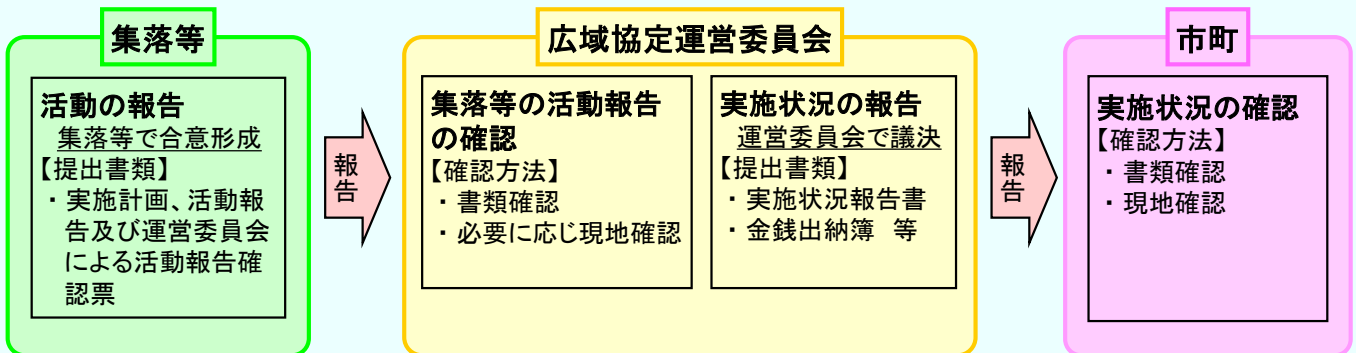 集落等
活動の報告
集落等で合意形成
【提出書類】
・実施計画、活動報
告及び運営委員会
による活動報告確
認票
報告
広域協定運営委員会
集落等の活動報告
の確認
【確認方法】
・書類確認
・必要に応じ現地確認
実施状況の報告
運営委員会で議決
【提出書類】
・実施状況報告書
・金銭出納簿　等
報告
市町
実施状況の確認
【確認方法】
・書類確認
・現地確認